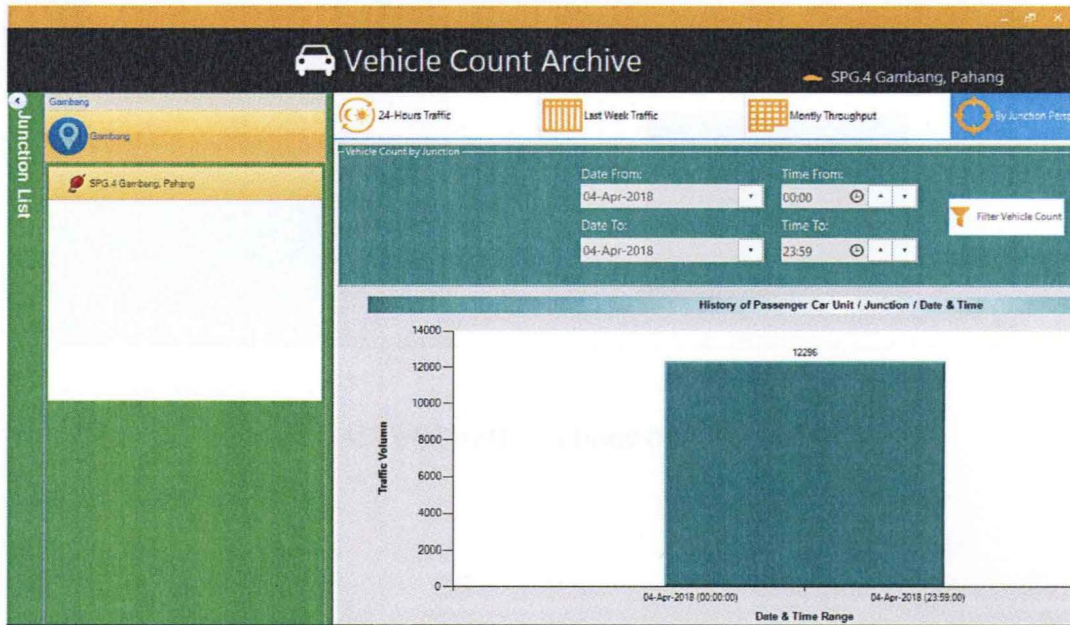 Vehicle Count Archive
SPG.4 Gambang, Pahang
Junction List
Gambang
Gambang
SPG.4 Gambang, Pahang
24-Hours Traffic
Last Week Traffic
Montly Throughput
By Junction Persp
Vehicle Count by Junction
Date From:
Time From:
04-Apr-2018
00:00
Filter Vehicle Count
Date To:
Time To:
04-Apr-2018
23:59
History of Passenger Car Unit / Junction / Date & Time
14000
12000
10000
8000
6000
4000
2000
0
12296
Traffic Volumn
04-Apr-2018 (00:00:00)
04-Apr-2018 (23:59:00)
Date & Time Range